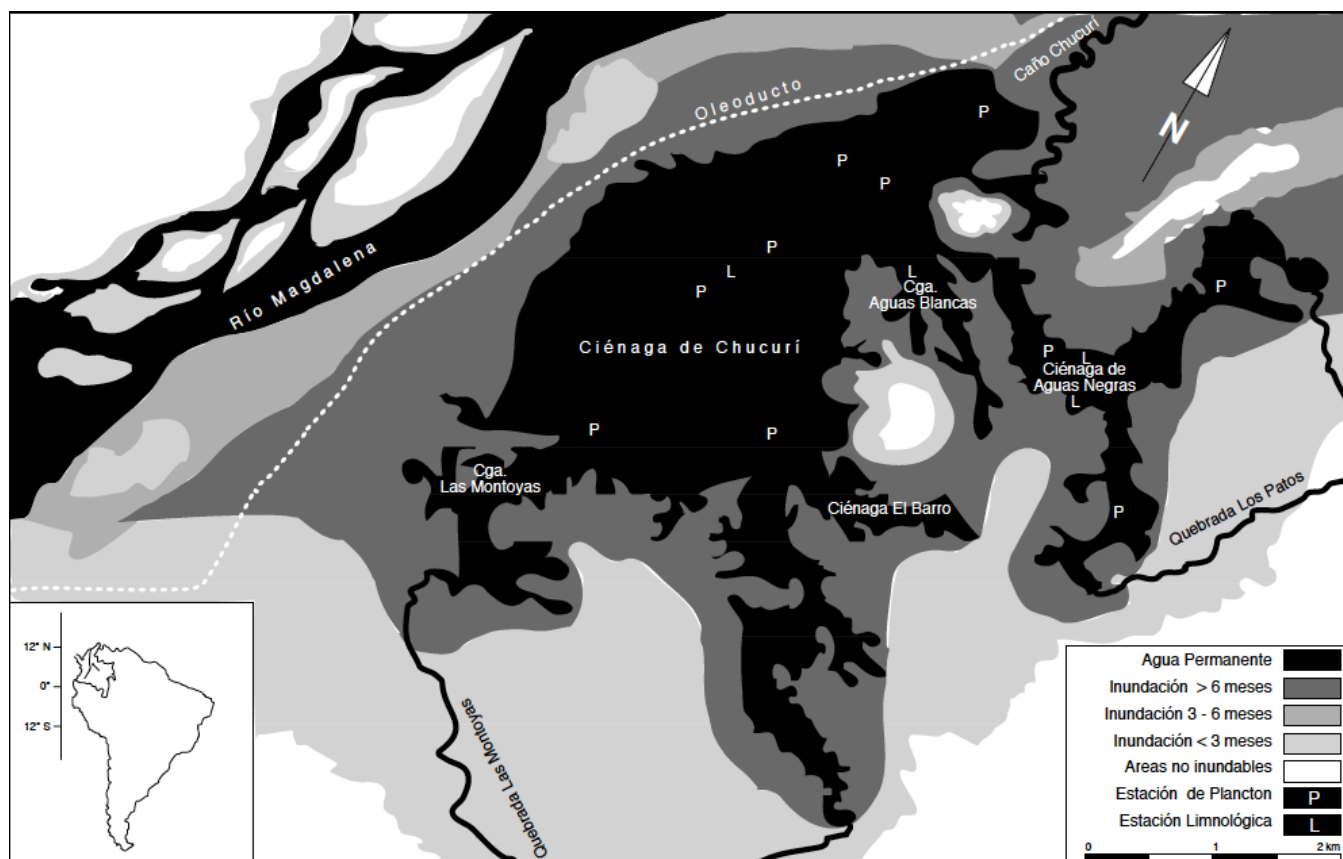 Caño Chucurí
Oleoducto
N
P
P
P
Río Magdalena
P
L
L
P
Cga.
Aguas Blancas
P
Ciénaga de Chucurí
P
L
Ciénaga de
Aguas Negras
L
P
P
Cga.
Las Montoyas
Ciénaga El Barro
P
Quebrada Los Patos
Quebrada Las Montoyas
12° N
0°
12° S
Agua Permanente
Inundación > 6 meses
Inundación 3 - 6 meses
Inundación < 3 meses
Areas no inundables
Estación de Plancton P
Estación Limnológica L
0 1 2 km